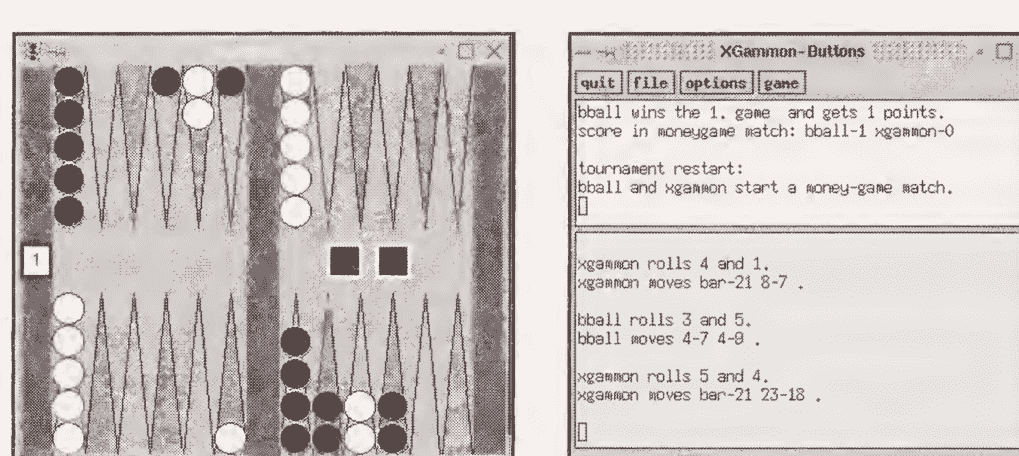 XGammon-Buttons
quit file options game
bball wins the 1. game and gets 1 points.
score in moneygame match: bball-1 xgammon-0
tournament restart:
bball and xgammon start a money-game match.
1
xgammon rolls 4 and 1.
xgammon moves bar-21 8-7 .
bball rolls 3 and 5.
bball moves 4-7 4-9 .
xgammon rolls 5 and 4.
xgammon moves bar-21 23-18 .